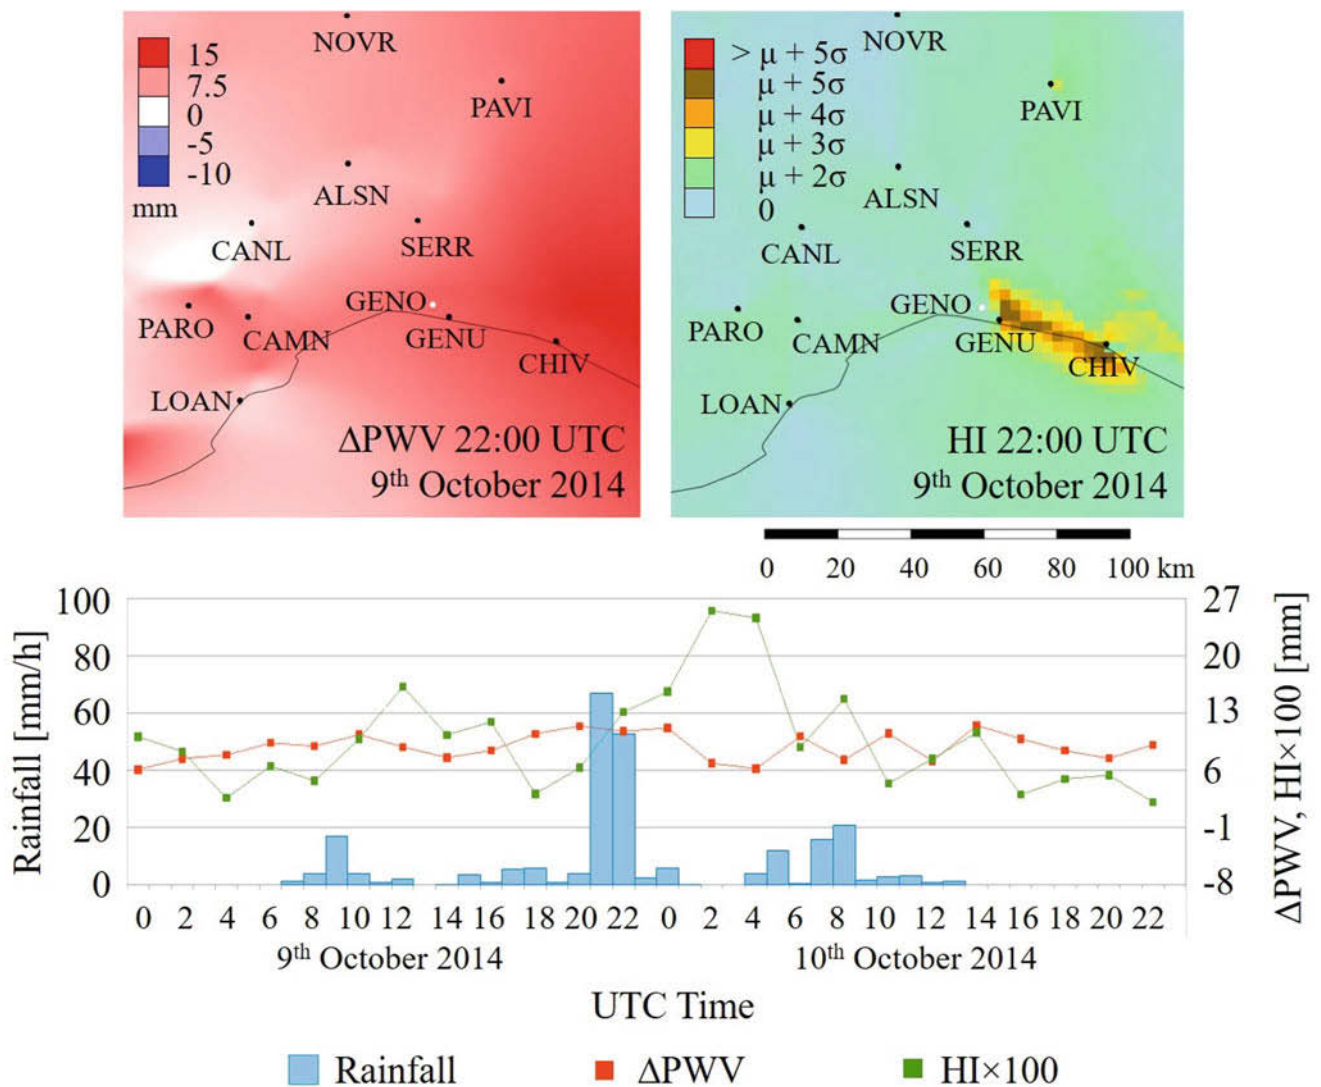 NOVR
PAVI
ALSN
CANL
SERR
GENO
PARO
CAMN
GENU
CHIV
LOAN
15
7.5
0
-5
-10
mm
ΔPWV 22:00 UTC
9th October 2014
NOVR
PAVI
ALSN
SERR
CANL
GENO
PARO
CAMN
GENU
CHIV
LOAN
> μ + 5σ
μ + 5σ
μ + 4σ
μ + 3σ
μ + 2σ
0
HI 22:00 UTC
9th October 2014
0 20 40 60 80 100 km
Rainfall [mm/h]
100
80
60
40
20
0
27
20
13
6
-1
-8
ΔPWV, HI×100 [mm]
0 2 4 6 8 10 12 14 16 18 20 22 0 2 4 6 8 10 12 14 16 20 22
9th October 2014 10th October 2014
UTC Time
Rainfall ΔPWV HI×100